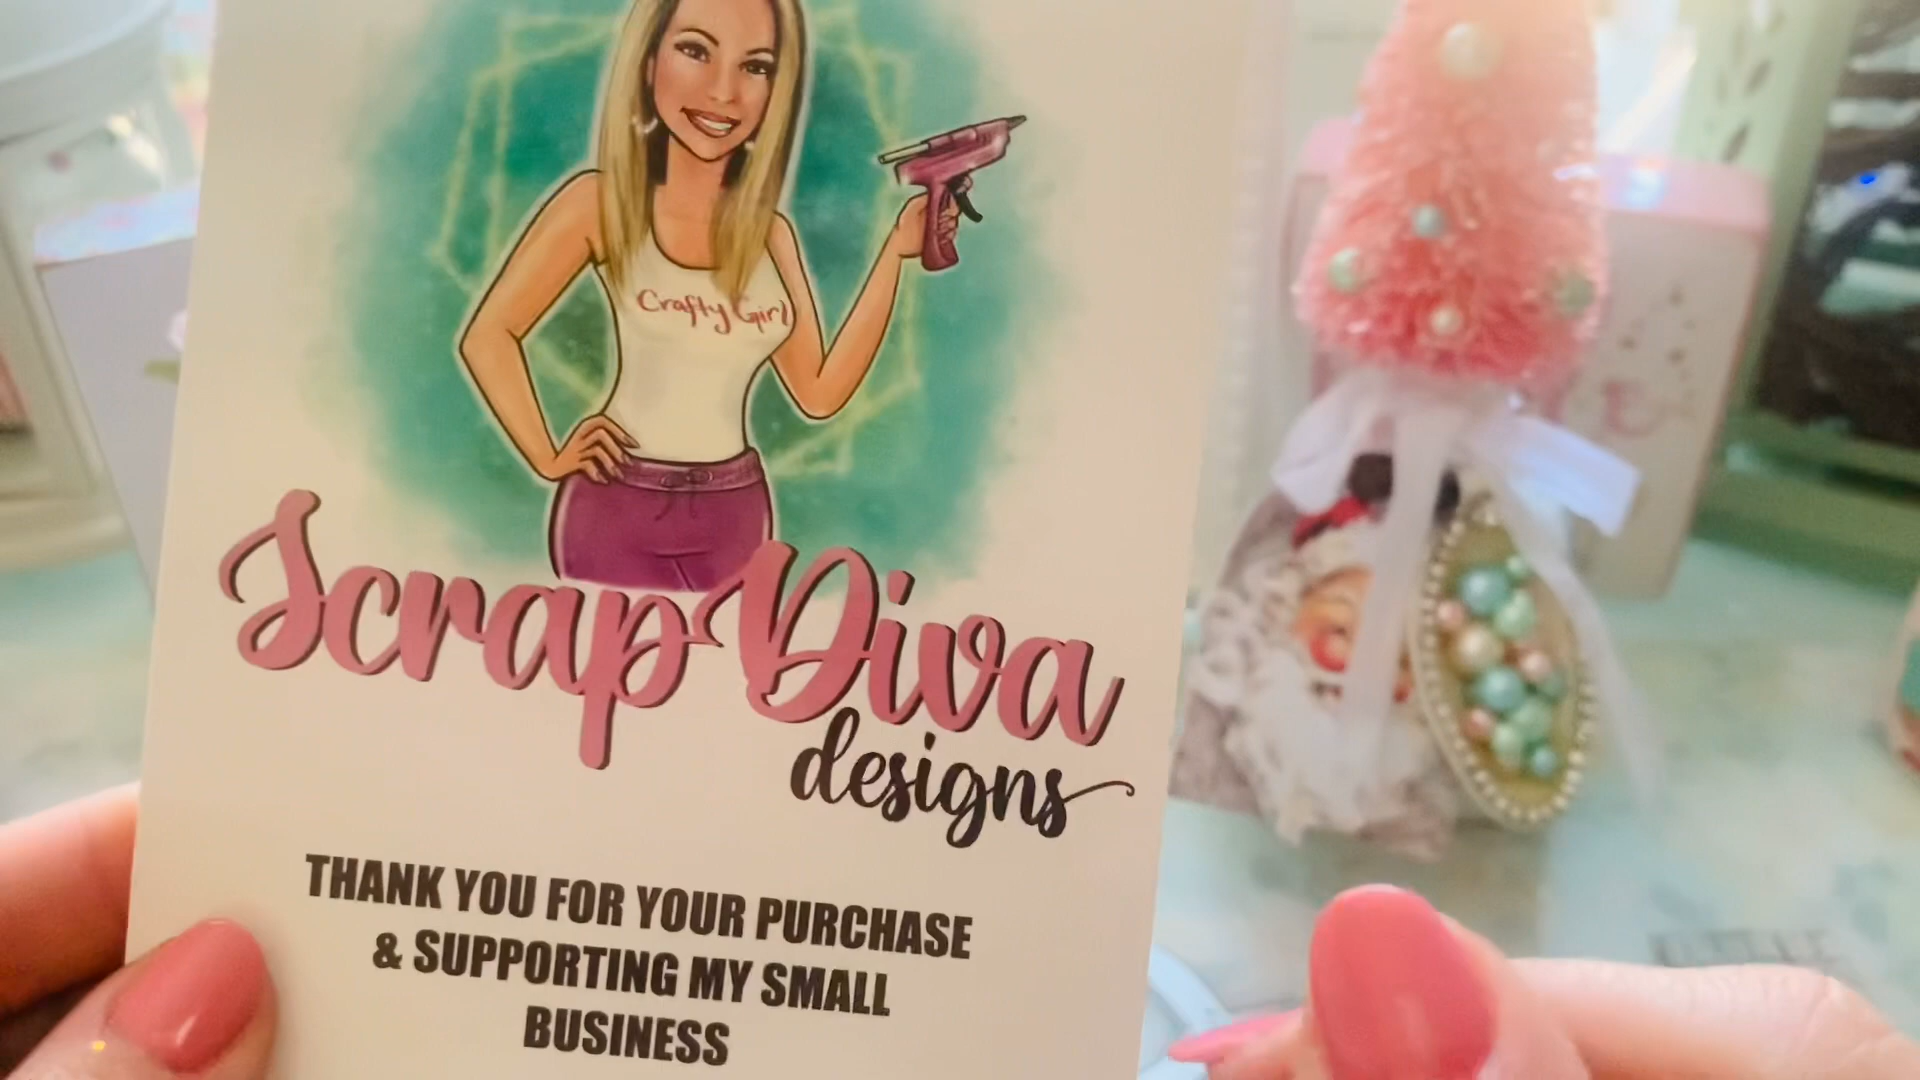 Crafty Girl
Scrap Diva
designs
THANK YOU FOR YOUR PURCHASE
& SUPPORTING MY SMALL
BUSINESS